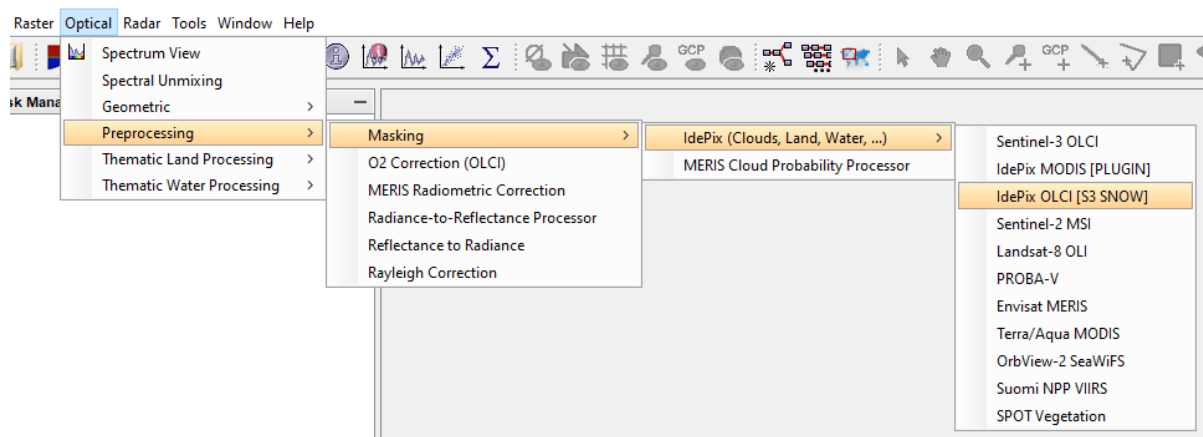 Raster Optical Radar Tools Window Help
GCP GCP
Spectrum View
Spectral Unmixing
Geometric
Preprocessing
Thematic Land Processing
Thematic Water Processing
Masking
O2 Correction (OLCI)
MERIS Radiometric Correction
Radiance-to-Reflectance Processor
Reflectance to Radiance
Rayleigh Correction
IdePix (Clouds, Land, Water, ...)
MERIS Cloud Probability Processor
Sentinel-3 OLCI
IdePix MODIS [PLUGIN]
IdePix OLCI [S3 SNOW]
Sentinel-2 MSI
Landsat-8 OLI
PROBA-V
Envisat MERIS
Terra/Aqua MODIS
OrbView-2 SeaWiFS
Suomi NPP VIIRS
SPOT Vegetation